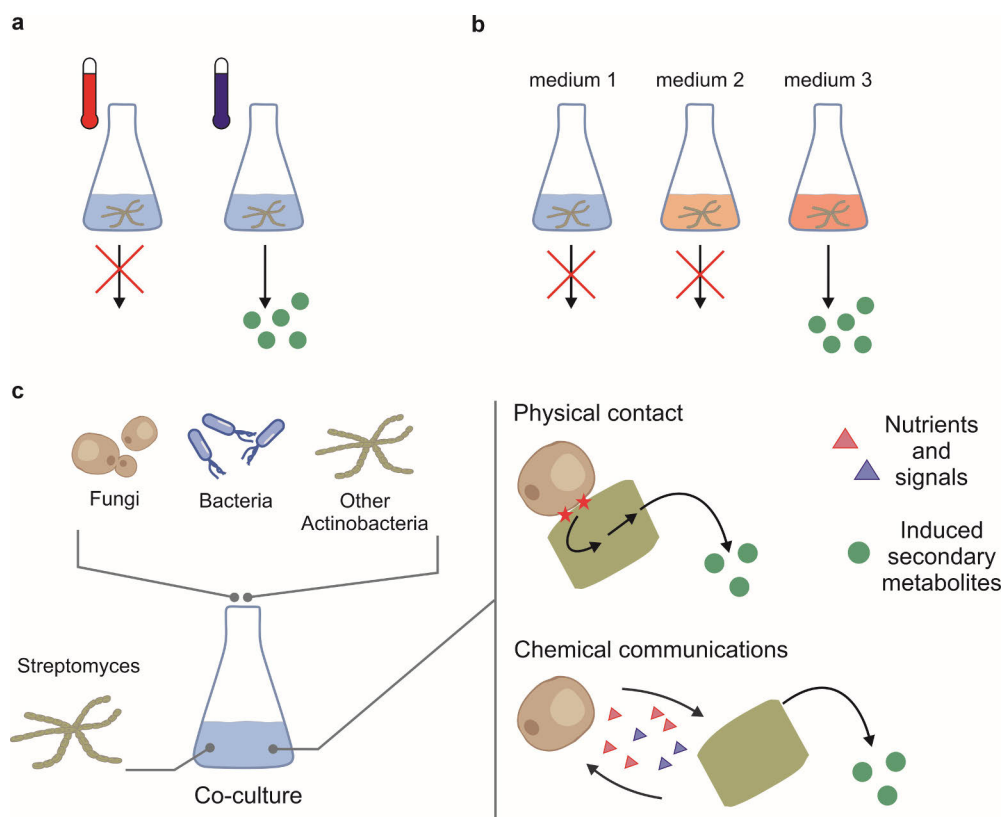 a
b
medium 1
medium 2
medium 3
c
Fungi
Bacteria
Other
Actinobacteria
Streptomyces
Co-culture
Physical contact
Nutrients
and
signals
Induced
secondary
metabolites
Chemical communications